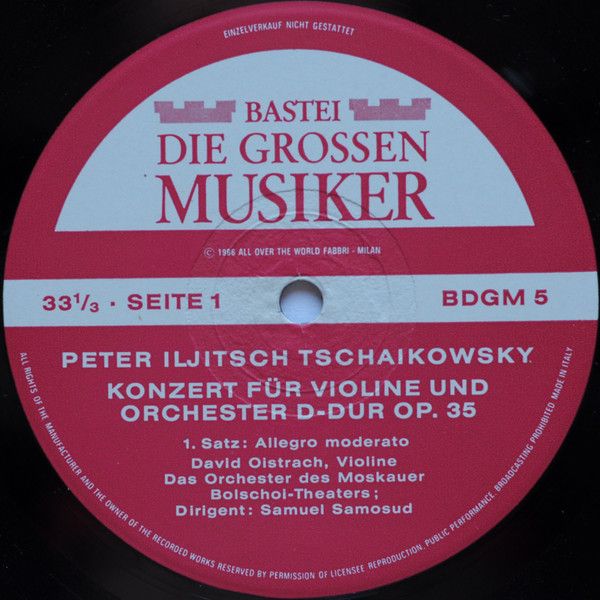 EINZELVERKAUF NICHT GESTATTET
BASTEI
DIE GROSSEN
MUSIKER
© 1966 ALL OVER THE WORLD FABBRI - MILAN
33 1/3 · SEITE 1
BDGM 5
PETER ILJITSCH TSCHAIKOWSKY
KONZERT FÜR VIOLINE UND
ORCHESTER D-DUR OP. 35
1. Satz: Allegro moderato
David Oistrach, Violine
Das Orchester des Moskauer
Bolschoi-Theaters;
Dirigent: Samuel Samosud
ALL RIGHTS OF THE MANUFACTURER AND THE OWNER OF THE RECORDED WORKS RESERVED BY PERMISSION OF LICENSEE REPRODUCTION, PUBLIC PERFORMANCE, BROADCASTING PROHIBITED MADE IN ITALY